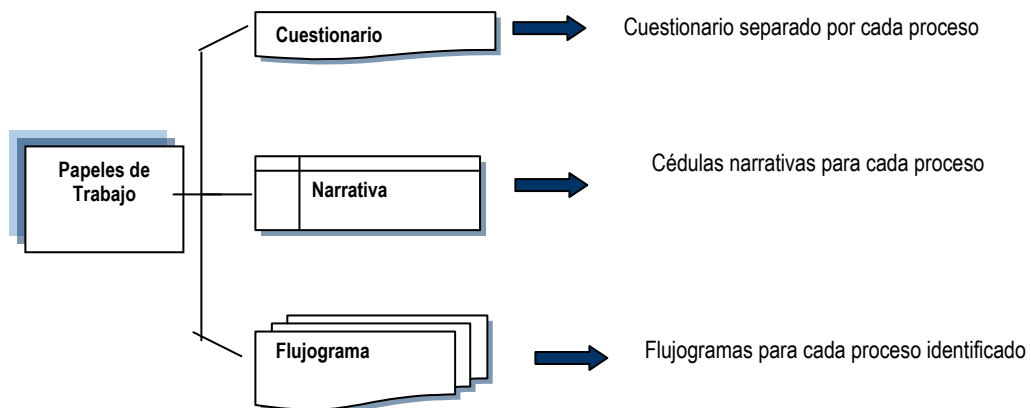 Cuestionario
Cuestionario separado por cada proceso
Papeles de
Trabajo
Narrativa
Cédulas narrativas para cada proceso
Flujograma
Flujogramas para cada proceso identificado